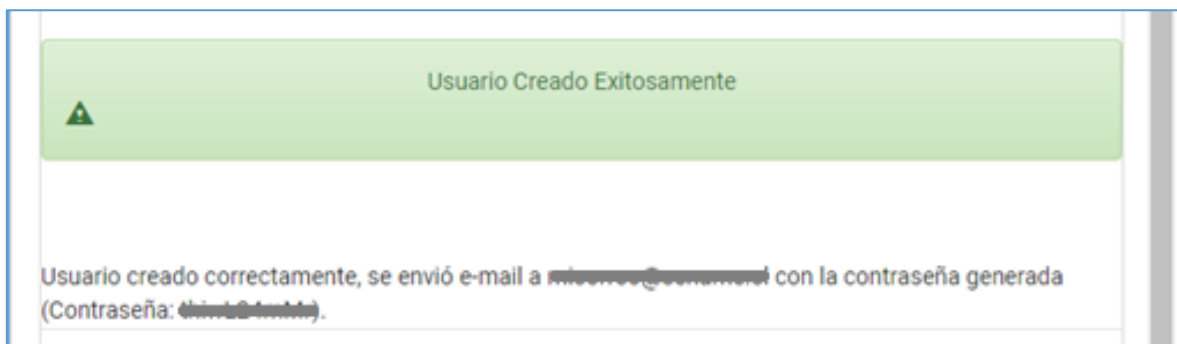 Usuario Creado Exitosamente
Usuario creado correctamente, se envió e-mail a con la contraseña generada
(Contraseña: ).